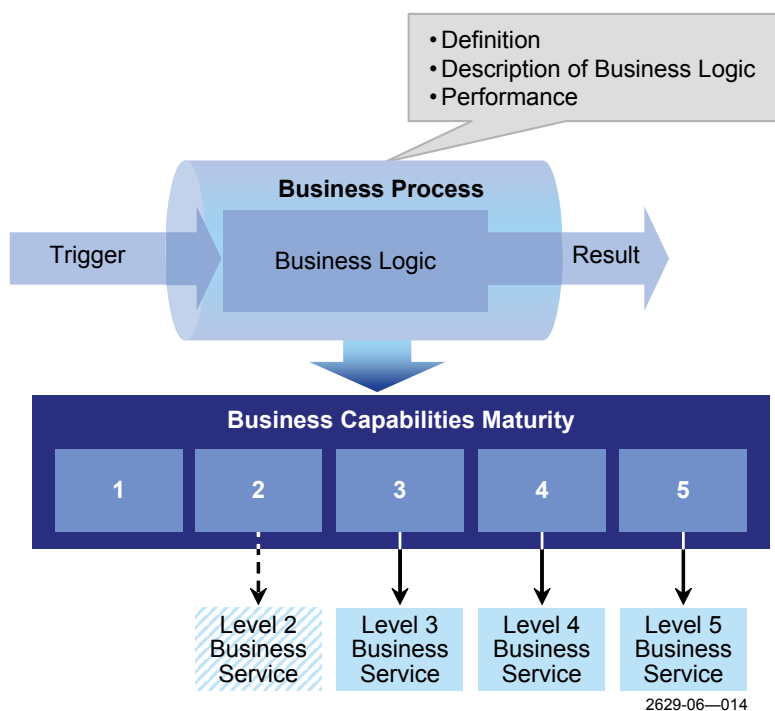 • Definition
• Description of Business Logic
• Performance
Business Process
Trigger
Business Logic
Result
Business Capabilities Maturity
1 2 3 4 5
Level 2
Business
Service
Level 3
Business
Service
Level 4
Business
Service
Level 5
Business
Service
2629-06—014